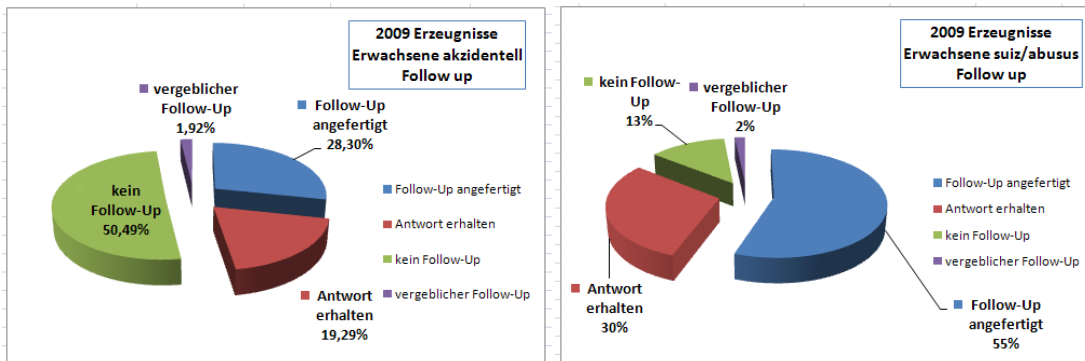 2009 Erzeugnisse
Erwachsene akzidentell
Follow up
vergeblicher
Follow-Up
1,92%
Follow-Up
angefertigt
28,30%
kein
Follow-Up
50,49%
Antwort
erhalten
19,29%
Follow-Up angefertigt
Antwort erhalten
kein Follow-Up
vergeblicher Follow-Up
2009 Erzeugnisse
Erwachsene suiz/abusus
Follow up
kein Follow-
Up
13%
vergeblicher
Follow-Up
2%
Antwort
erhalten
30%
Follow-Up
angefertigt
55%
Follow-Up angefertigt
Antwort erhalten
kein Follow-Up
vergeblicher Follow-Up